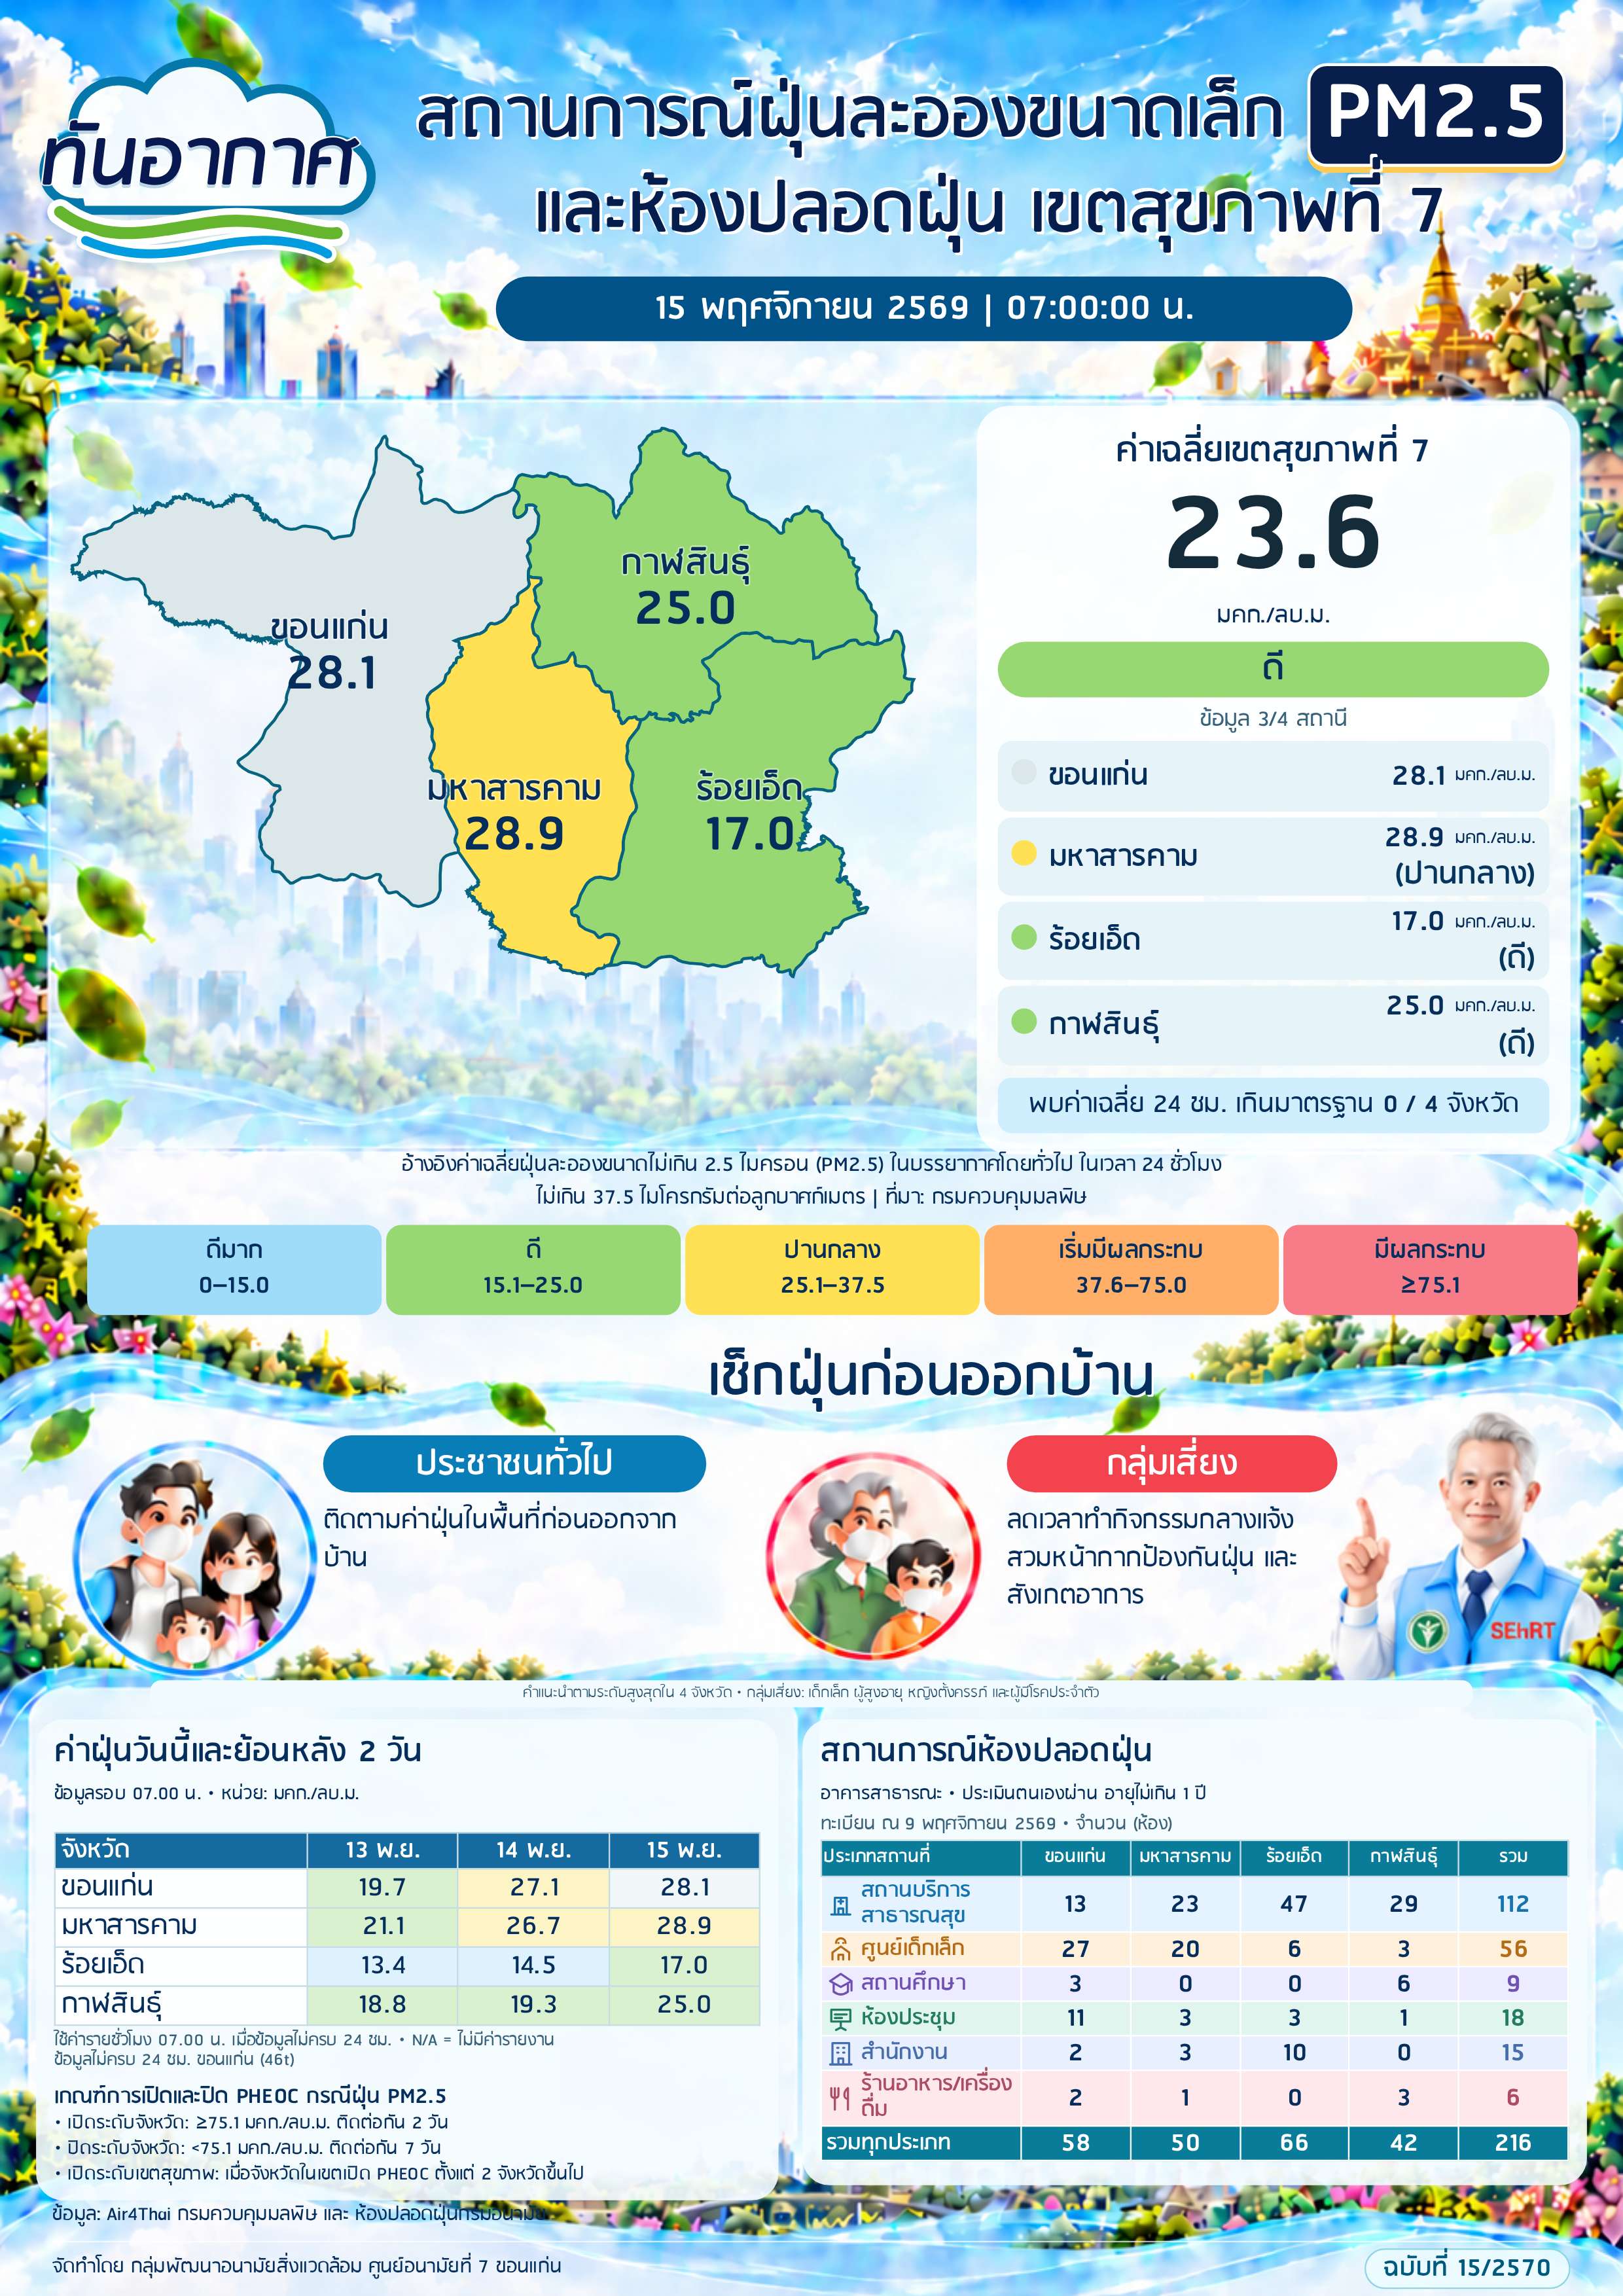 ทันอากาศ
สถานการณ์ฝุ่นละอองขนาดเล็ก PM2.5
และห้องปลอดฝุ่น เขตสุขภาพที่ 7
15 พฤศจิกายน 2569 | 07:00:00 น.
ขอนแก่น
28.1
กาฬสินธุ์
25.0
มหาสารคาม
28.9
ร้อยเอ็ด
17.0
ค่าเฉลี่ยเขตสุขภาพที่ 7
23.6
มคก./ลบ.ม.
ดี
ข้อมูล 3/4 สถานี
ขอนแก่น 28.1 มคก./ลบ.ม.
มหาสารคาม 28.9 มคก./ลบ.ม.
(ปานกลาง)
ร้อยเอ็ด 17.0 มคก./ลบ.ม.
(ดี)
กาฬสินธุ์ 25.0 มคก./ลบ.ม.
(ดี)
พบค่าเฉลี่ย 24 ชม. เกินมาตรฐาน 0 / 4 จังหวัด
อ้างอิงค่าเฉลี่ยฝุ่นละอองขนาดไม่เกิน 2.5 ไมครอน (PM2.5) ในบรรยากาศโดยทั่วไป ในเวลา 24 ชั่วโมง
ไม่เกิน 37.5 ไมโครกรัมต่อลูกบาศก์เมตร | ที่มา: กรมควบคุมมลพิษ
ดีมาก ดี ปานกลาง เริ่มมีผลกระทบ มีผลกระทบ
0–15.0 15.1–25.0 25.1–37.5 37.6–75.0 ≥75.1
เช็กฝุ่นก่อนออกบ้าน
ประชาชนทั่วไป
ติดตามค่าฝุ่นในพื้นที่ก่อนออกจาก
บ้าน
กลุ่มเสี่ยง
ลดเวลาทำกิจกรรมกลางแจ้ง
สวมหน้ากากป้องกันฝุ่น และ
สังเกตอาการ
SEhRT
คำแนะนำตามระดับสูงสุดใน 4 จังหวัด • กลุ่มเสี่ยง: เด็กเล็ก ผู้สูงอายุ หญิงตั้งครรภ์ และผู้มีโรคประจำตัว
ค่าฝุ่นวันนี้และย้อนหลัง 2 วัน
ข้อมูลรอบ 07.00 น. • หน่วย: มคก./ลบ.ม.
จังหวัด 13 พ.ย. 14 พ.ย. 15 พ.ย.
ขอนแก่น 19.7 27.1 28.1
มหาสารคาม 21.1 26.7 28.9
ร้อยเอ็ด 13.4 14.5 17.0
กาฬสินธุ์ 18.8 19.3 25.0
ใช้ค่ารายชั่วโมง 07.00 น. เมื่อข้อมูลไม่ครบ 24 ชม. • N/A = ไม่มีค่ารายงาน
ข้อมูลไม่ครบ 24 ชม. ขอนแก่น (46t)
เกณฑ์การเปิดและปิด PHEOC กรณีฝุ่น PM2.5
• เปิดระดับจังหวัด: ≥75.1 มคก./ลบ.ม. ติดต่อกัน 2 วัน
• ปิดระดับจังหวัด: <75.1 มคก./ลบ.ม. ติดต่อกัน 7 วัน
• เปิดระดับเขตสุขภาพ: เมื่อจังหวัดในเขตเปิด PHEOC ตั้งแต่ 2 จังหวัดขึ้นไป
สถานการณ์ห้องปลอดฝุ่น
อาคารสาธารณะ • ประเมินตนเองผ่าน อายุไม่เกิน 1 ปี
ทะเบียน ณ 9 พฤศจิกายน 2569 • จำนวน (ห้อง)
ประเภทสถานที่ ขอนแก่น มหาสารคาม ร้อยเอ็ด กาฬสินธุ์ รวม
สถานบริการ
สาธารณสุข 13 23 47 29 112
ศูนย์เด็กเล็ก 27 20 6 3 56
สถานศึกษา 3 0 0 6 9
ห้องประชุม 11 3 3 1 18
สำนักงาน 2 3 10 0 15
ร้านอาหาร/เครื่อง
ดื่ม 2 1 0 3 6
รวมทุกประเภท 58 50 66 42 216
ข้อมูล: Air4Thai กรมควบคุมมลพิษ และ ห้องปลอดฝุ่นกรมอนามัย
จัดทำโดย กลุ่มพัฒนาอนามัยสิ่งแวดล้อม ศูนย์อนามัยที่ 7 ขอนแก่น
ฉบับที่ 15/2570